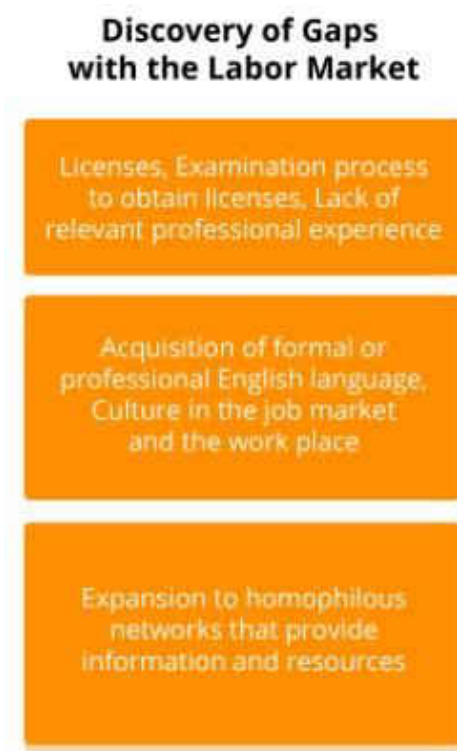 Discovery of Gaps
with the Labor Market
Licenses, Examination process
to obtain licenses, Lack of
relevant professional experience
Acquisition of formal or
professional English language,
Culture in the job market
and the work place
Expansion to homophilous
networks that provide
information and resources